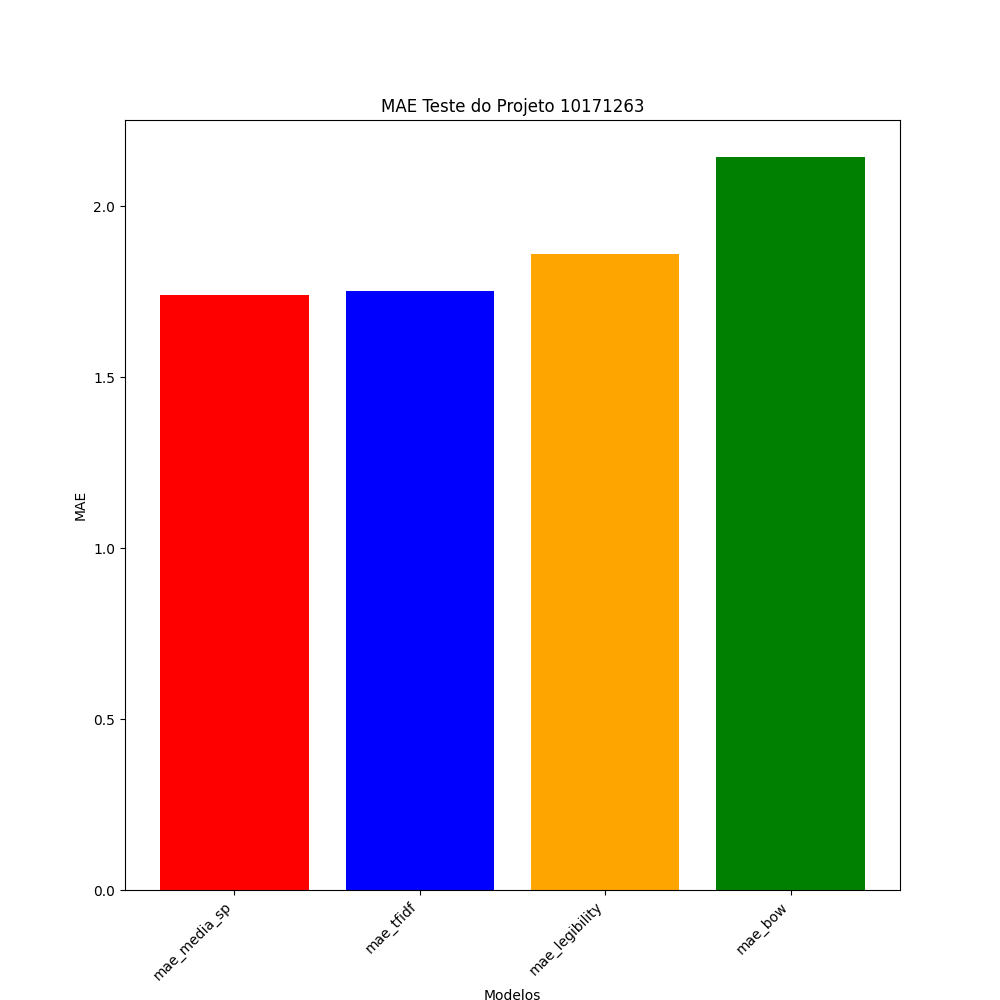 MAE Teste do Projeto 10171263
MAE
2.0
1.5
1.0
0.5
0.0
mae_media_sp
mae_tfidf
mae_legibility
mae_bow
Modelos